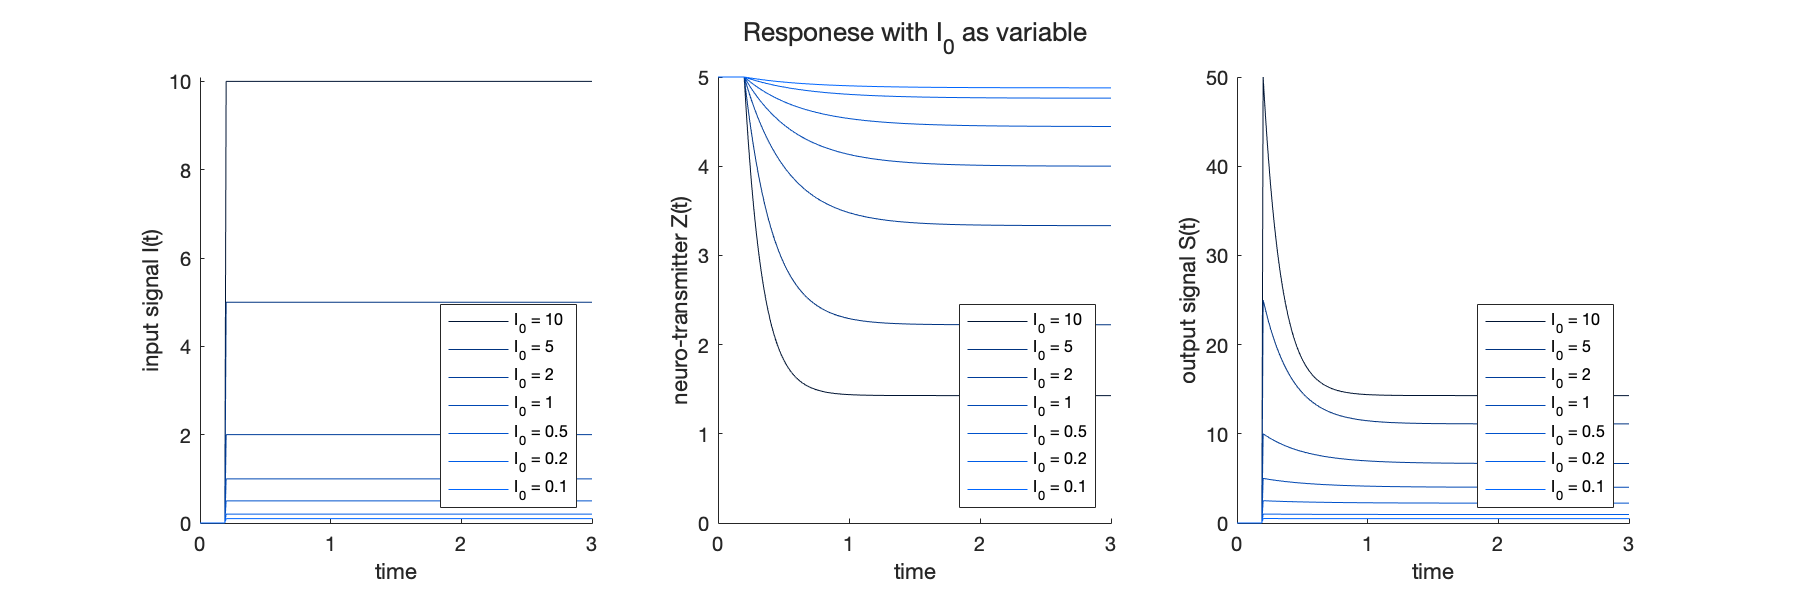 Responese with I0 as variable
10
8
6
4
2
0
0
1
2
3
input signal I(t)
time
I0 = 10
I0 = 5
I0 = 2
I0 = 1
I0 = 0.5
I0 = 0.2
I0 = 0.1
5
4
3
2
1
0
0
1
2
3
neuro-transmitter Z(t)
time
I0 = 10
I0 = 5
I0 = 2
I0 = 1
I0 = 0.5
I0 = 0.2
I0 = 0.1
50
40
30
20
10
0
0
1
2
3
output signal S(t)
time
I0 = 10
I0 = 5
I0 = 2
I0 = 1
I0 = 0.5
I0 = 0.2
I0 = 0.1